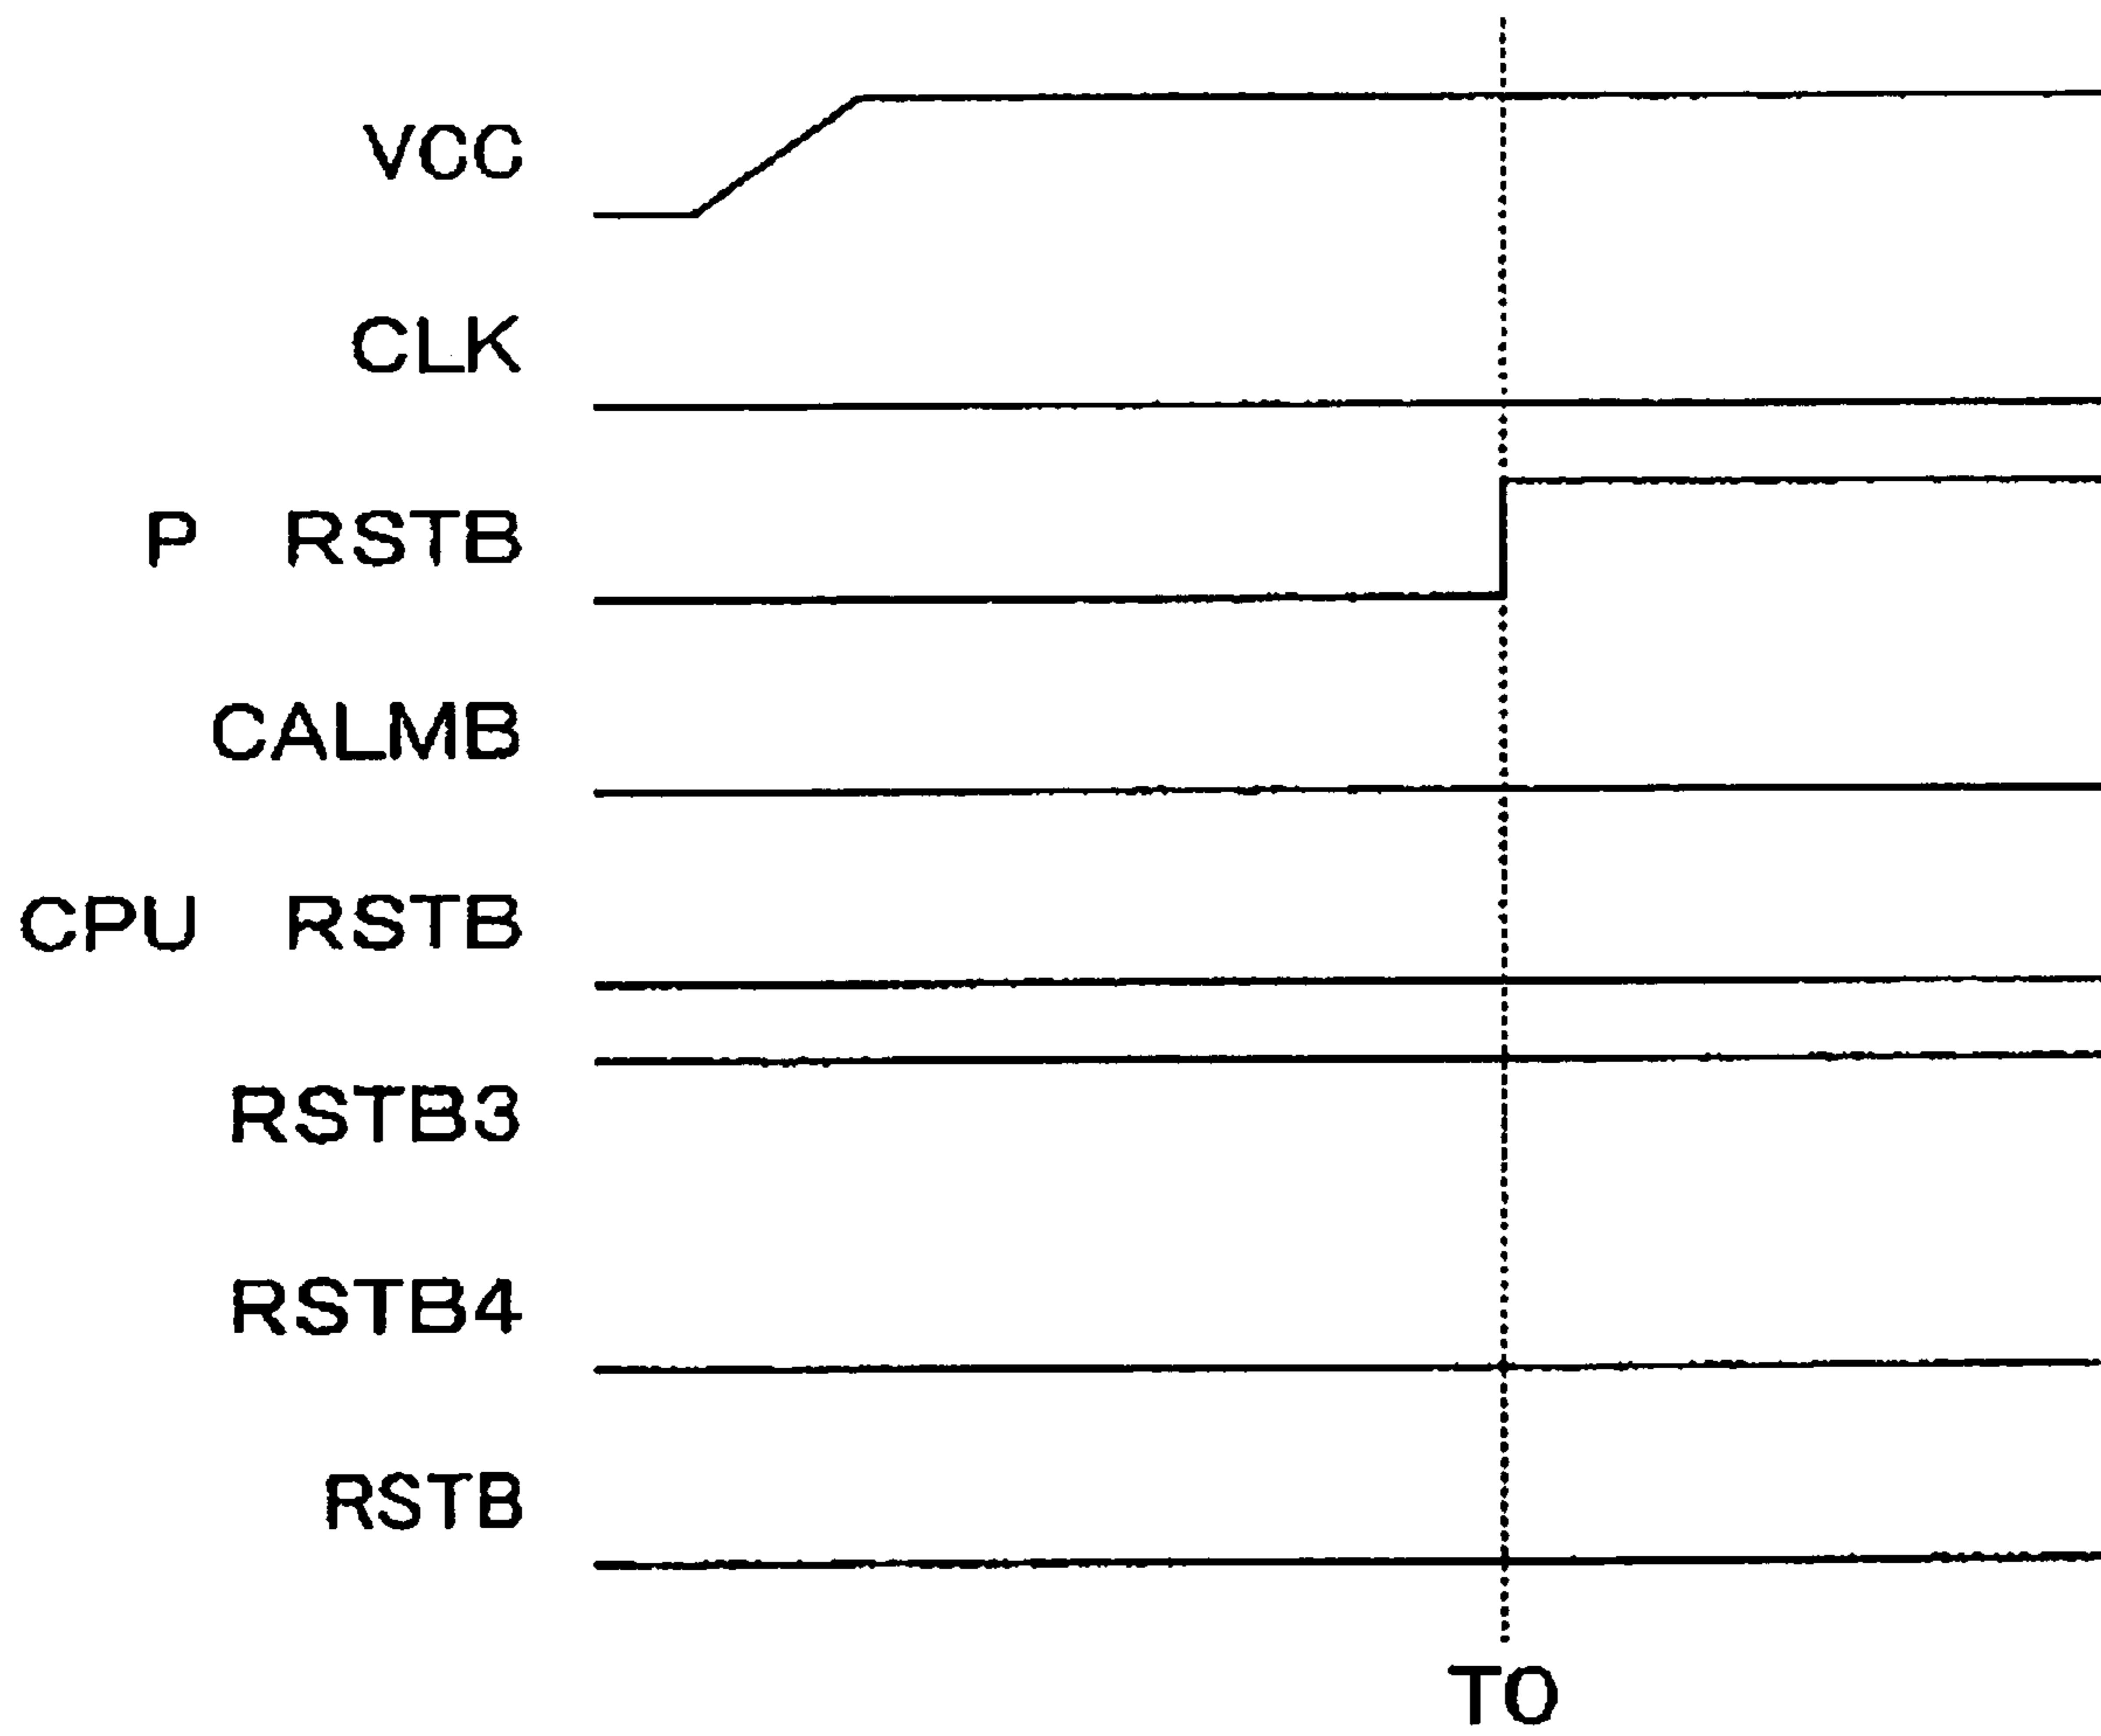 VCC
CLK
P RSTB
CALMB
CPU RSTB
RSTB3
RSTB4
RSTB
T0